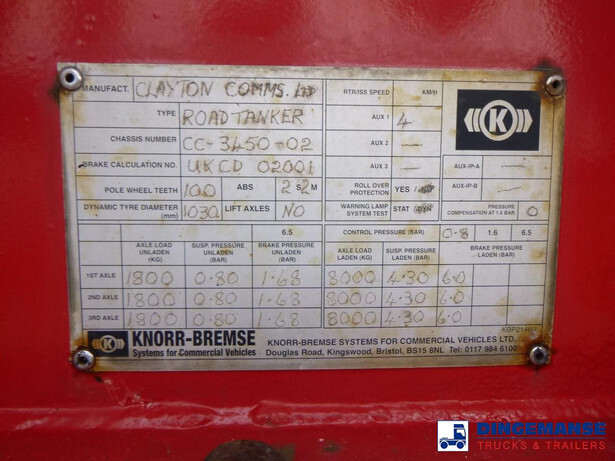 MANUFACT. CLAYTON COMMS. LTD
TYPE ROADTANKER
CHASSIS NUMBER CC-3450-02
BRAKE CALCULATION NO. UKCD 02001
POLE WHEEL TEETH 100 ABS 2 S 2 M
DYNAMIC TYRE DIAMETER (mm) 1030 LIFT AXLES NO
RTR/ISS SPEED KM/H
AUX 1 4
AUX 2 —
AUX 3 —
ROLL OVER PROTECTION YES / NO
WARNING LAMP SYSTEM TEST STAT / DYN
K
AUX-IP-A —
AUX-IP-B —
PRESSURE COMPENSATION AT 1 A BAR) 0
6.5 CONTROL PRESSURE (BAR) 0.8 1.6 6.5
AXLE LOAD UNLADEN (KG) SUSP. PRESSURE UNLADEN (BAR) BRAKE PRESSURE UNLADEN (BAR) AXLE LOAD LADEN (KG) SUSP. PRESSURE LADEN (BAR) BRAKE PRESSURE LADEN (BAR)
1ST AXLE 1800 0.80 1.68 8000 4.30 6.0
2ND AXLE 1800 0.80 1.68 8000 4.30 6.0
3RD AXLE 1800 0.80 1.68 8000 4.30 6.0
K KNORR-BREMSE
Systems for Commercial Vehicles
KNORR-BREMSE SYSTEMS FOR COMMERCIAL VEHICLES LTD.
Douglas Road, Kingswood, Bristol, BS15 8NL Tel: 0117 984 6100
DINGEMANSE
TRUCKS & TRAILERS